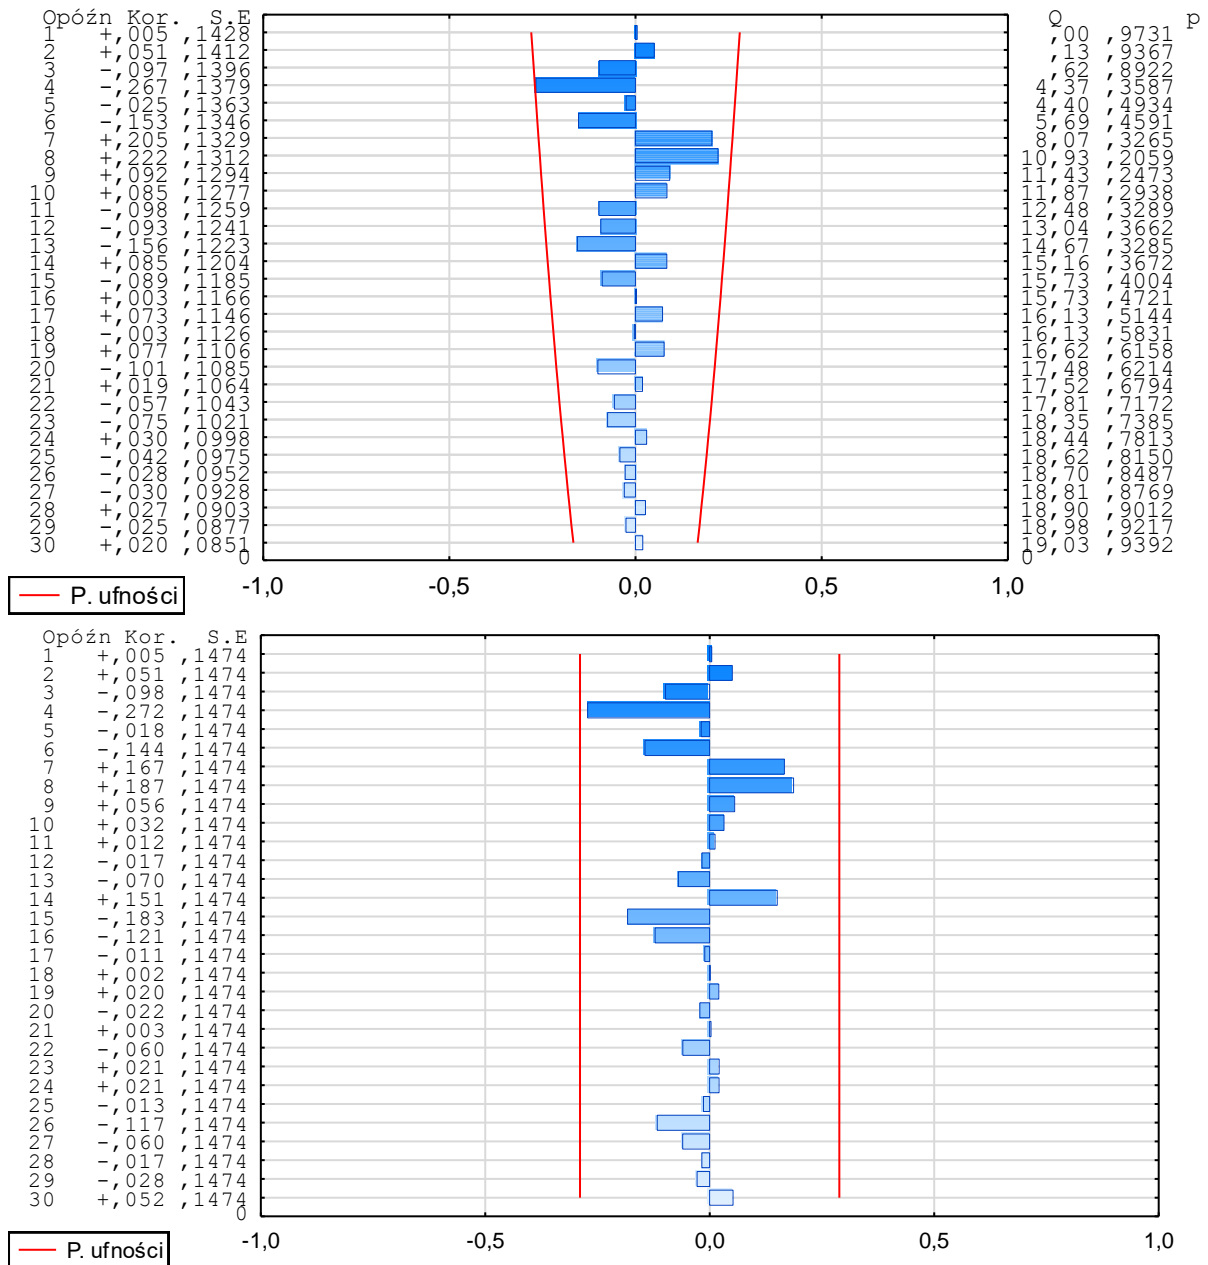 Opóźn Kor. S.E Q p
1 +,005 ,1428 ,00 ,9731
2 +,051 ,1412 ,13 ,9367
3 -,097 ,1396 ,62 ,8922
4 -,267 ,1379 4,37 ,3587
5 -,025 ,1363 4,40 ,4934
6 -,153 ,1346 5,69 ,4591
7 +,205 ,1329 8,07 ,3265
8 +,222 ,1312 10,93 ,2059
9 +,092 ,1294 11,43 ,2473
10 +,085 ,1277 11,87 ,2938
11 -,098 ,1259 12,48 ,3289
12 -,093 ,1241 13,04 ,3662
13 -,156 ,1223 14,67 ,3285
14 +,085 ,1204 15,16 ,3672
15 -,089 ,1185 15,73 ,4004
16 +,003 ,1166 15,73 ,4721
17 +,073 ,1146 16,13 ,5144
18 -,003 ,1126 16,13 ,5831
19 +,077 ,1106 16,62 ,6158
20 -,101 ,1085 17,48 ,6214
21 +,019 ,1064 17,52 ,6794
22 -,057 ,1043 17,81 ,7172
23 -,075 ,1021 18,35 ,7385
24 +,030 ,0998 18,44 ,7813
25 -,042 ,0975 18,62 ,8150
26 -,028 ,0952 18,70 ,8487
27 -,030 ,0928 18,81 ,8769
28 +,027 ,0903 18,90 ,9012
29 -,025 ,0877 18,98 ,9217
30 +,020 ,0851 19,03 ,9392
0 0
-1,0 -0,5 0,0 0,5 1,0
P. ufności
Opóźn Kor. S.E
1 +,005 ,1474
2 +,051 ,1474
3 -,098 ,1474
4 -,272 ,1474
5 -,018 ,1474
6 -,144 ,1474
7 +,167 ,1474
8 +,187 ,1474
9 +,056 ,1474
10 +,032 ,1474
11 +,012 ,1474
12 -,017 ,1474
13 -,070 ,1474
14 +,151 ,1474
15 -,183 ,1474
16 -,121 ,1474
17 -,011 ,1474
18 +,002 ,1474
19 +,020 ,1474
20 -,022 ,1474
21 +,003 ,1474
22 -,060 ,1474
23 +,021 ,1474
24 +,021 ,1474
25 -,013 ,1474
26 -,117 ,1474
27 -,060 ,1474
28 -,017 ,1474
29 -,028 ,1474
30 +,052 ,1474
0
-1,0 -0,5 0,0 0,5 1,0
P. ufności